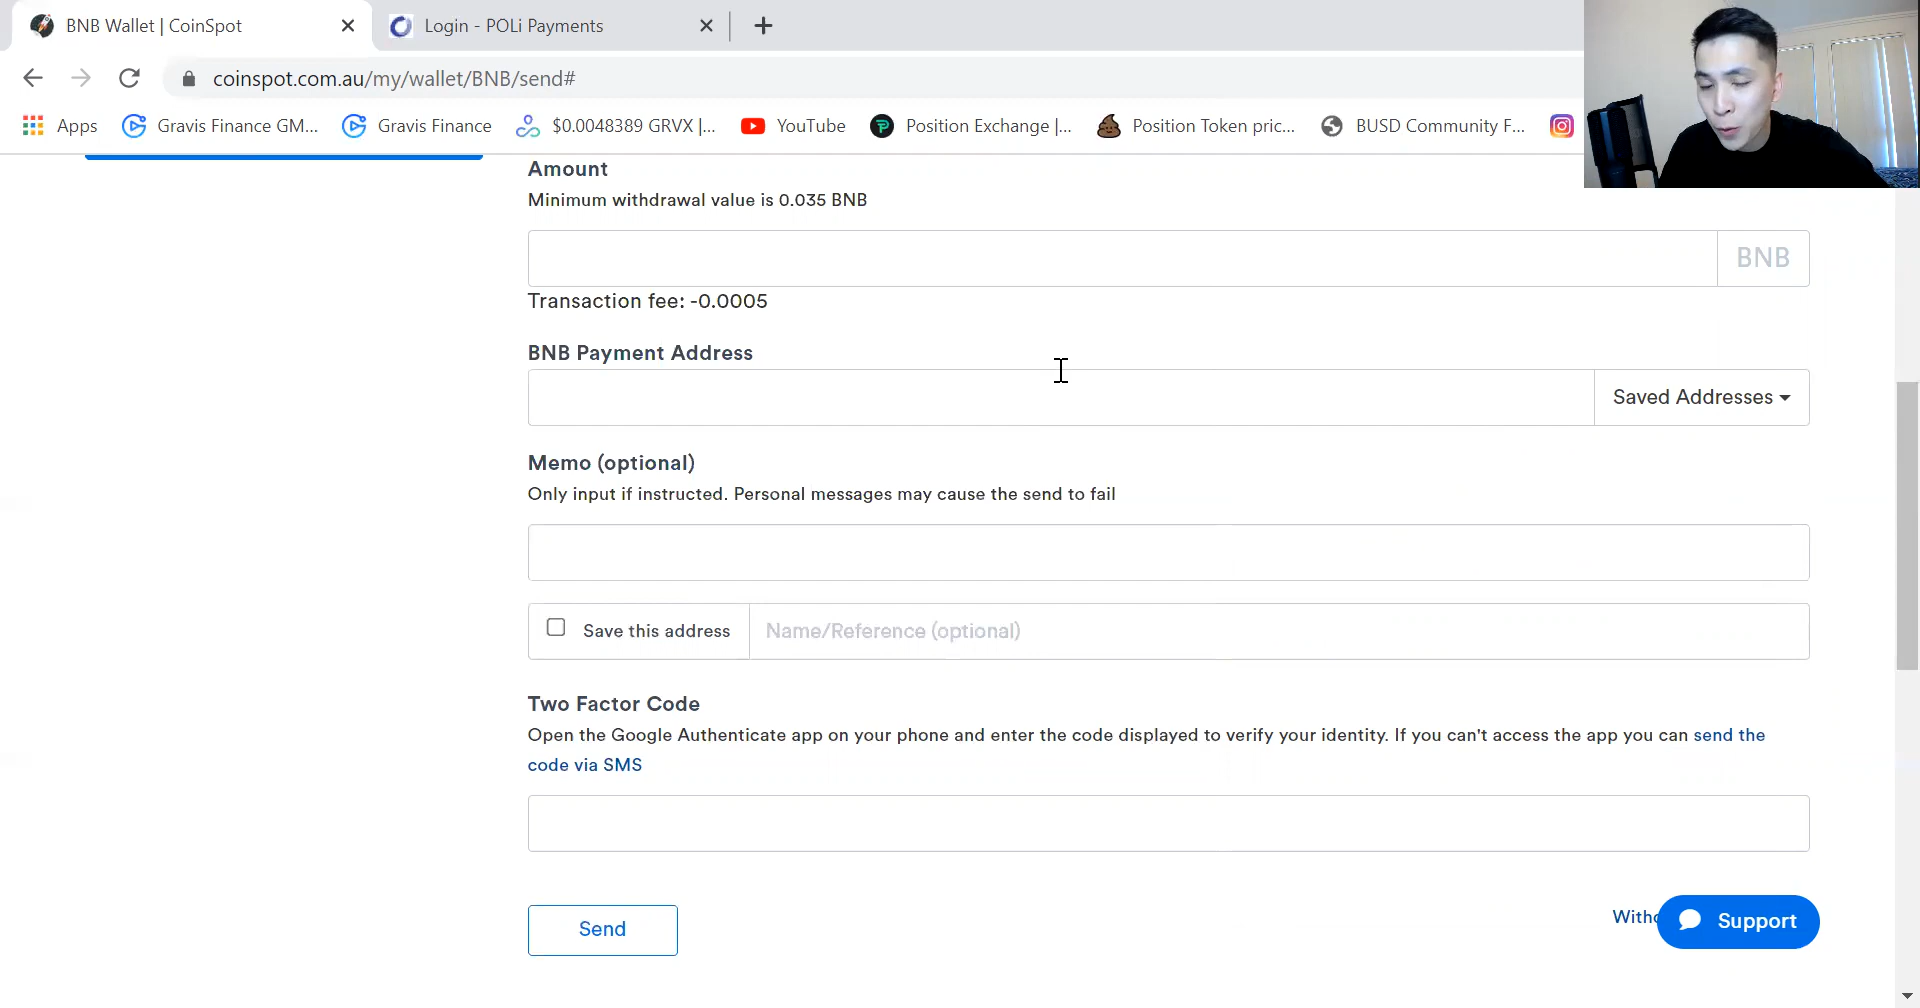 BNB Wallet | CoinSpot
Login - POLi Payments
coinspot.com.au/my/wallet/BNB/send#
Apps
Gravis Finance GM...
Gravis Finance
$0.0048389 GRVX |...
YouTube
Position Exchange |...
Position Token pric...
BUSD Community F...
Amount
Minimum withdrawal value is 0.035 BNB
BNB
Transaction fee: -0.0005
BNB Payment Address
Saved Addresses
Memo (optional)
Only input if instructed. Personal messages may cause the send to fail
Save this address
Name/Reference (optional)
Two Factor Code
Open the Google Authenticate app on your phone and enter the code displayed to verify your identity. If you can't access the app you can send the
code via SMS
Send
Support